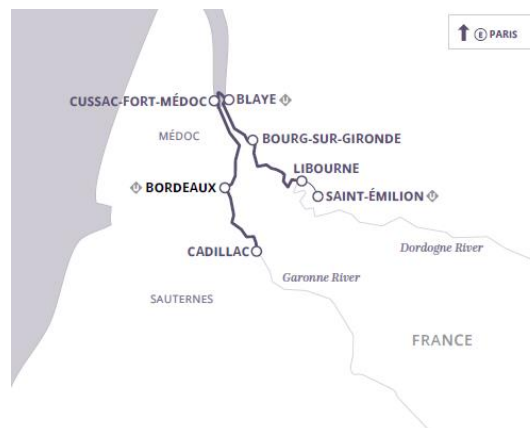 E PARIS
CUSSAC-FORT-MÉDOC
BLAYE
MÉDOC
BOURG-SUR-GIRONDE
LIBOURNE
BORDEAUX
SAINT-ÉMILION
CADILLAC
Dordogne River
Garonne River
SAUTERNES
FRANCE